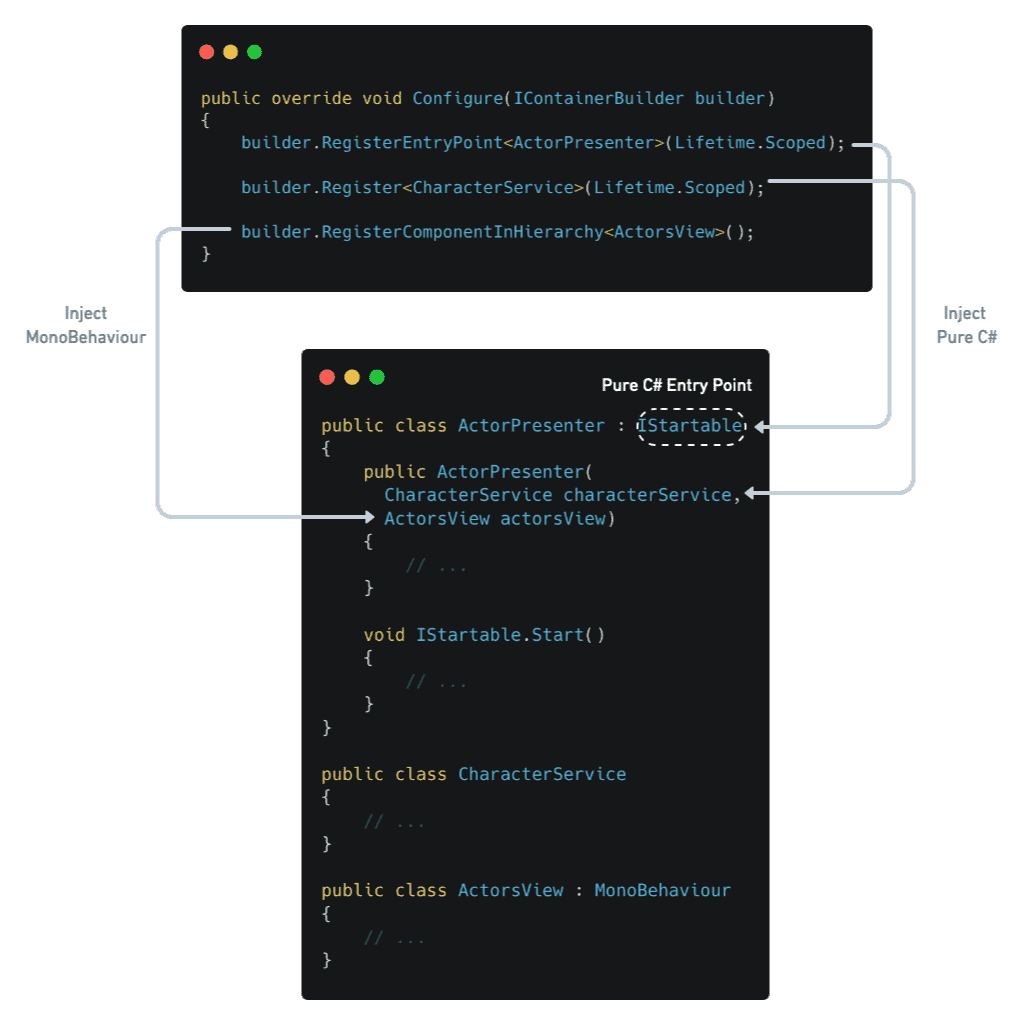 public override void Configure(IContainerBuilder builder)
{
    builder.RegisterEntryPoint<ActorPresenter>(Lifetime.Scoped);
    builder.Register<CharacterService>(Lifetime.Scoped);
    builder.RegisterComponentInHierarchy<ActorsView>();
}
Inject
MonoBehaviour
Inject
Pure C#
Pure C# Entry Point
public class ActorPresenter : IStartable
{
    public ActorPresenter(
      CharacterService characterService,
      ActorsView actorsView)
    {
        // ...
    }
    void IStartable.Start()
    {
        // ...
    }
}
public class CharacterService
{
    // ...
}
public class ActorsView : MonoBehaviour
{
    // ...
}